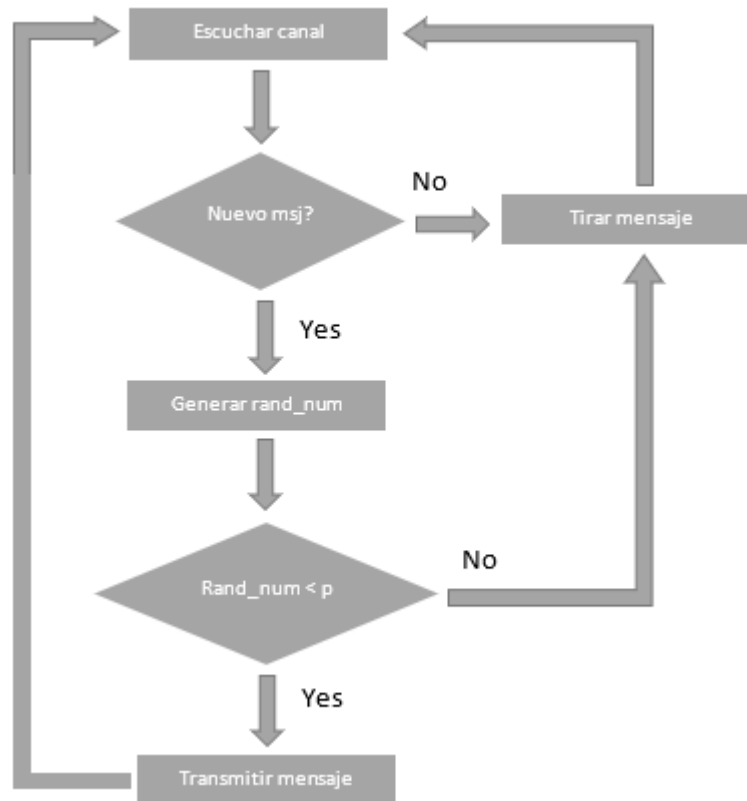 Escuchar canal
Nuevo msj?
No
Tirar mensaje
Yes
Generar rand_num
Rand_num < p
No
Yes
Transmitir mensaje